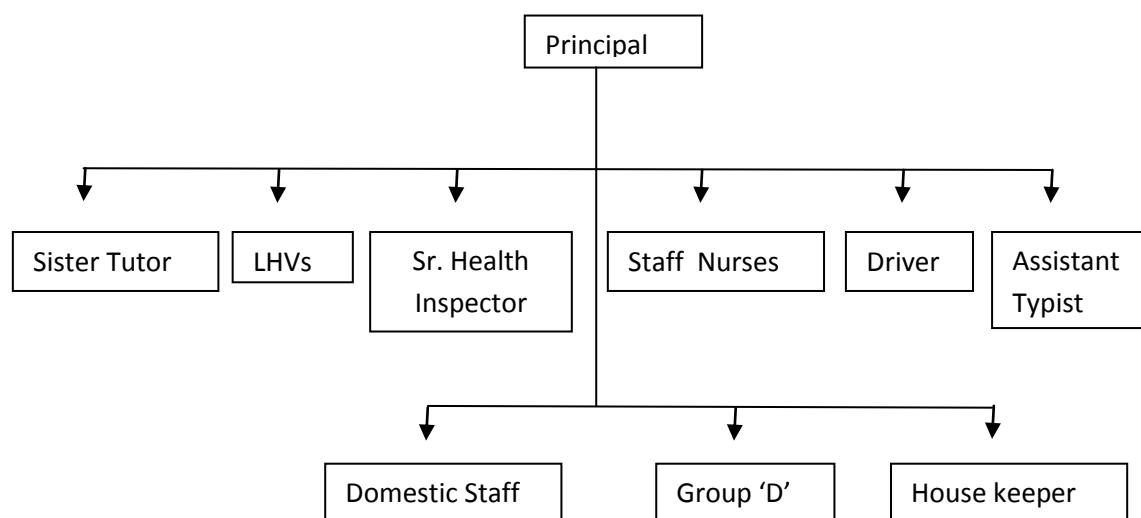 Principal
Sister Tutor
LHVs
Sr. Health
Inspector
Staff Nurses
Driver
Assistant
Typist
Domestic Staff
Group ‘D’
House keeper